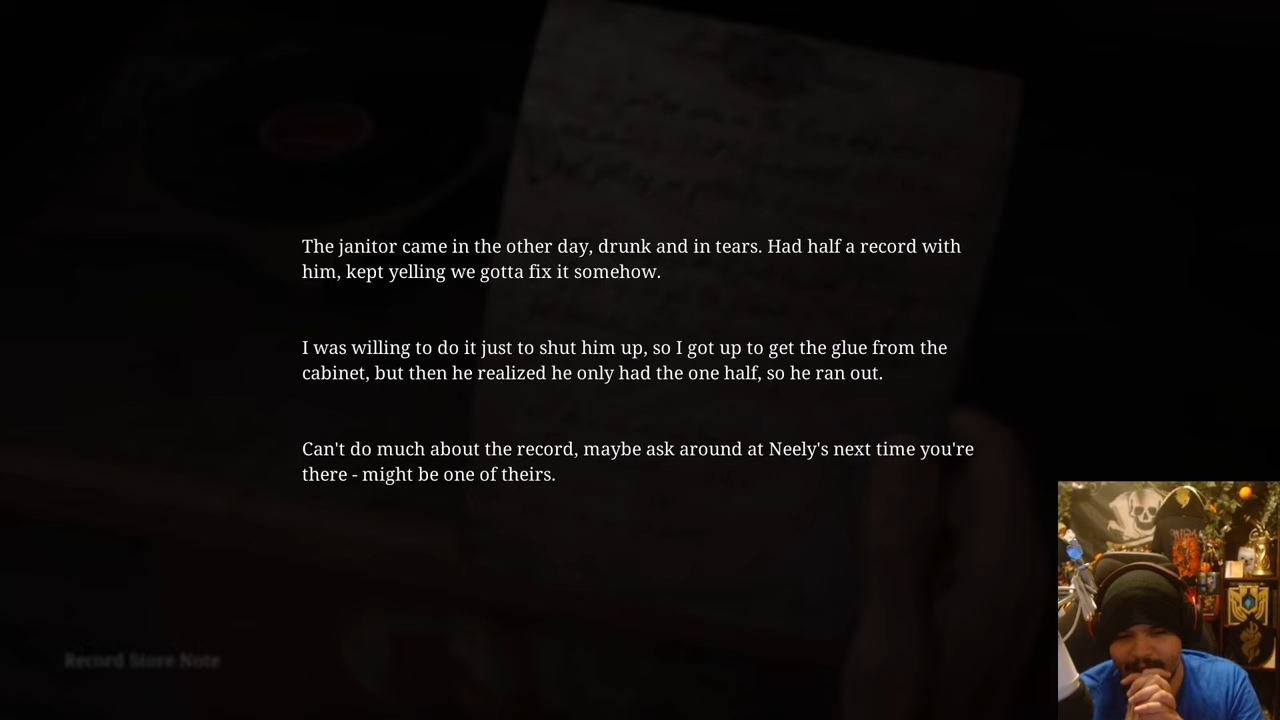 The janitor came in the other day, drunk and in tears. Had half a record with
him, kept yelling we gotta fix it somehow.
I was willing to do it just to shut him up, so I got up to get the glue from the
cabinet, but then he realized he only had the one half, so he ran out.
Can't do much about the record, maybe ask around at Neely's next time you're
there - might be one of theirs.
Record Store Note